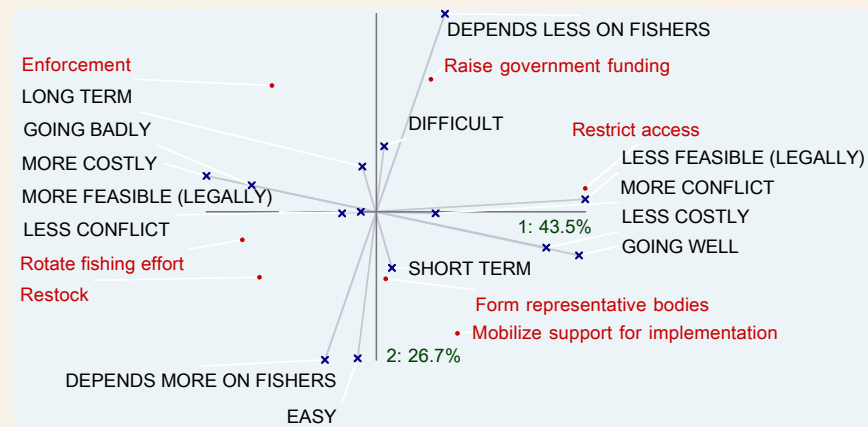 DEPENDS LESS ON FISHERS
Enforcement
Raise government funding
LONG TERM
GOING BADLY
DIFFICULT
Restrict access
MORE COSTLY
LESS FEASIBLE (LEGALLY)
MORE FEASIBLE (LEGALLY)
MORE CONFLICT
LESS CONFLICT
1: 43.5%
LESS COSTLY
GOING WELL
Rotate fishing effort
SHORT TERM
Restock
Form representative bodies
Mobilize support for implementation
2: 26.7%
DEPENDS MORE ON FISHERS
EASY